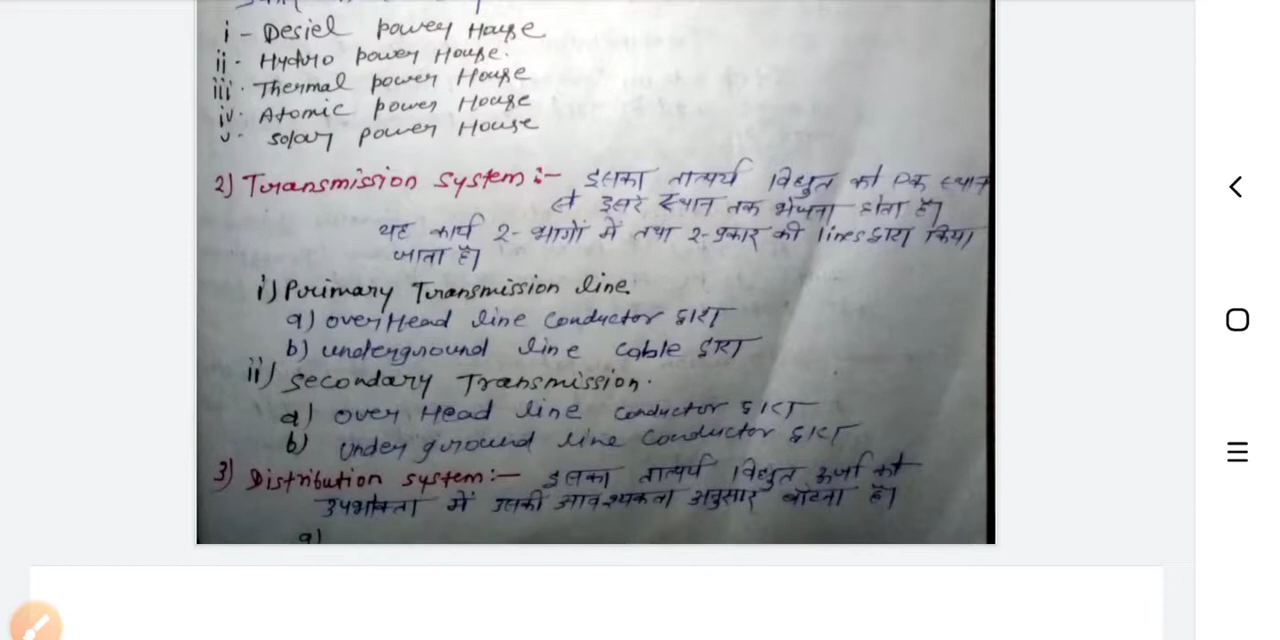 i - Desiel power House
ii - Hydro power House.
iii. Thermal power House
iv. Atomic power House
v. Solar power House
2) Transmission system :- इसका तात्पर्य विधुत को एक स्थान
से दूसरे स्थान तक भेजना होता है।
यह कार्य 2- भागों में तथा 2-प्रकार की lines द्वारा किया
जाता है।
i) Primary Transmission line.
a) over Head line conductor द्वारा
b) underground line cable द्वारा
ii) Secondary Transmission.
a) over Head line conductor द्वारा
b) under ground line conductor द्वारा
3) Distribution system :- इसका तात्पर्य विधुत ऊर्जा को
उपभोक्ता में उसकी आवश्यकता अनुसार बांटना है।
a)